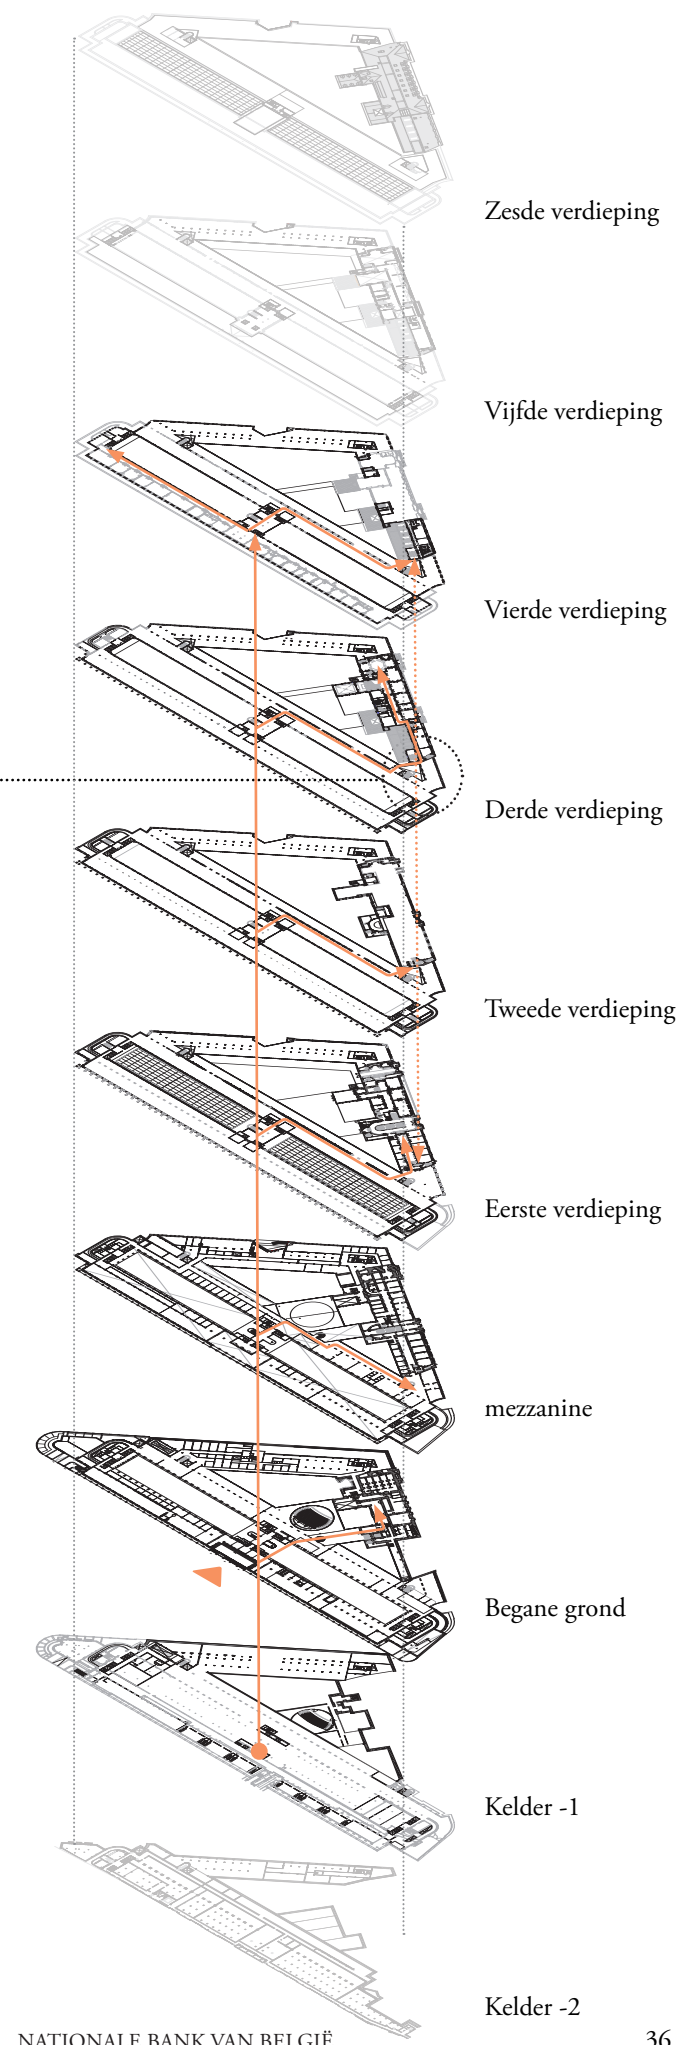 Zesde verdieping
Vijfde verdieping
Vierde verdieping
Derde verdieping
Tweede verdieping
Eerste verdieping
mezzanine
Begane grond
Kelder -1
Kelder -2
NATIONALE BANK VAN BELGIË 36